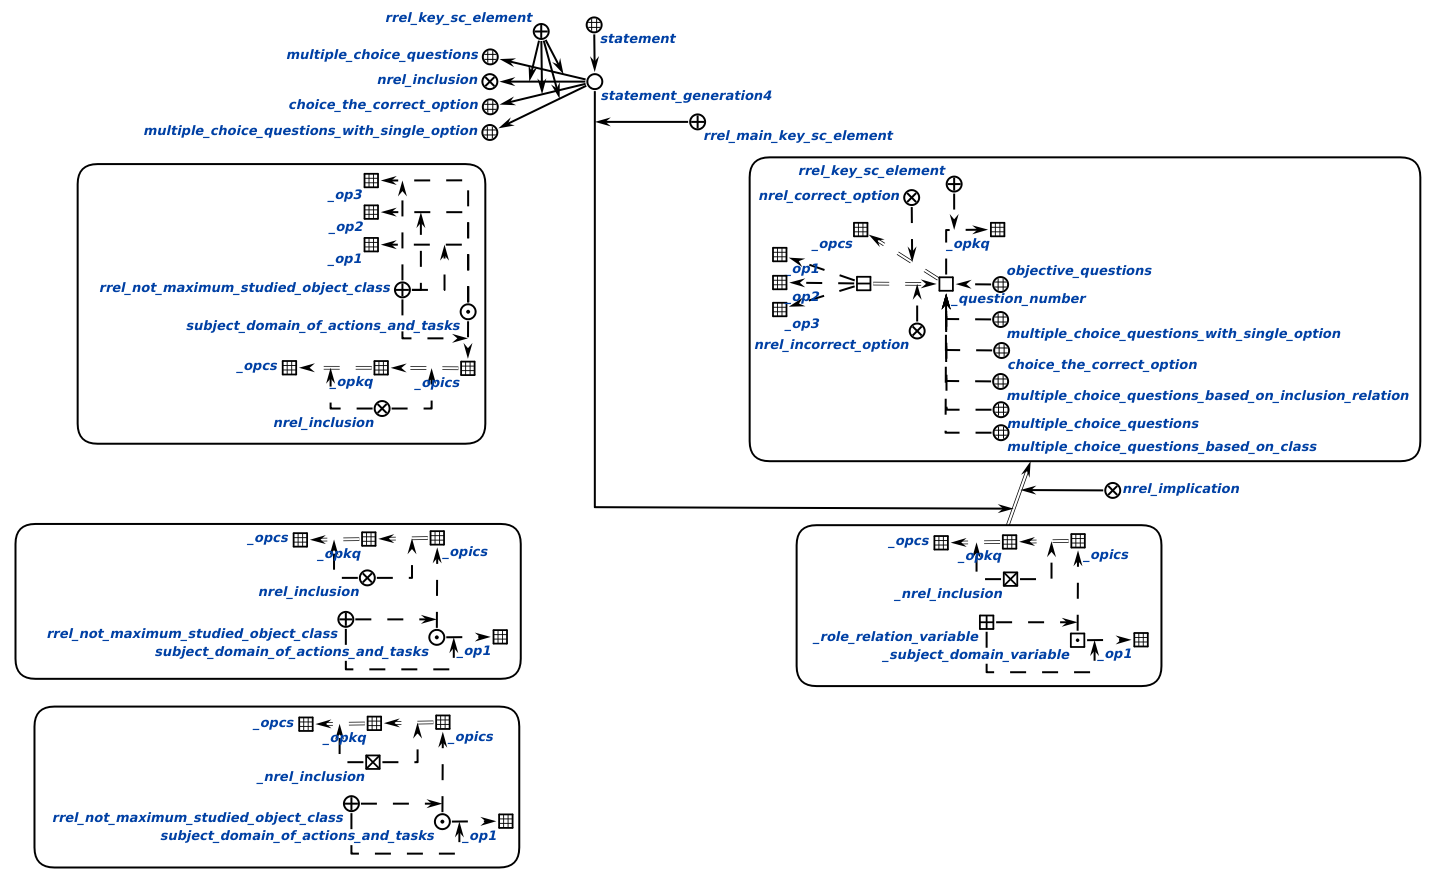 rrel_key_sc_element
statement
multiple_choice_questions
nrel_inclusion
statement_generation4
choice_the_correct_option
multiple_choice_questions_with_single_option
rrel_main_key_sc_element
_op3
_op2
_op1
rrel_not_maximum_studied_object_class
subject_domain_of_actions_and_tasks
_opcs
_opkq
_opics
nrel_inclusion
rrel_key_sc_element
nrel_correct_option
_opcs
_opkq
_op1
objective_questions
_op2
_question_number
_op3
multiple_choice_questions_with_single_option
nrel_incorrect_option
choice_the_correct_option
multiple_choice_questions_based_on_inclusion_relation
multiple_choice_questions
multiple_choice_questions_based_on_class
nrel_implication
_opcs
_opkq
_opics
nrel_inclusion
rrel_not_maximum_studied_object_class
subject_domain_of_actions_and_tasks
_op1
_opcs
_opkq
_opics
_nrel_inclusion
_role_relation_variable
_subject_domain_variable
_op1
_opcs
_opkq
_opics
_nrel_inclusion
rrel_not_maximum_studied_object_class
subject_domain_of_actions_and_tasks
_op1